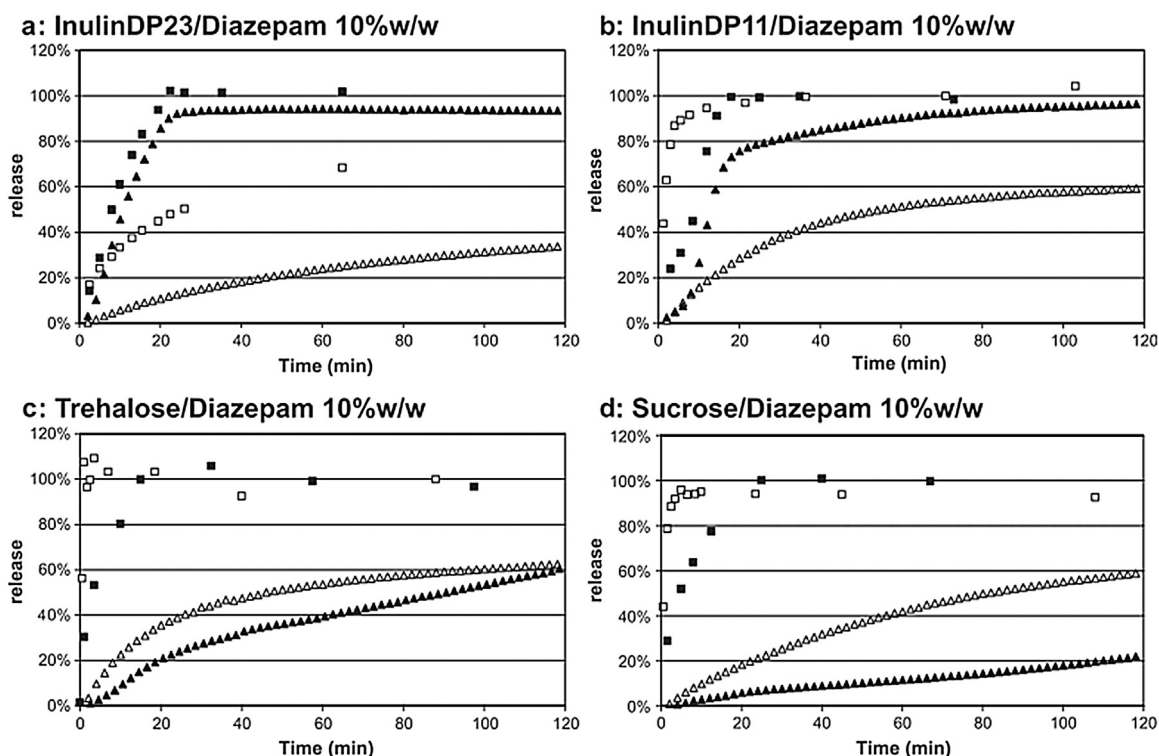 a: InulinDP23/Diazepam 10%w/w
120%
100%
80%
60%
40%
20%
0%
release
0 20 40 60 80 100 120
Time (min)
b: InulinDP11/Diazepam 10%w/w
120%
100%
80%
60%
40%
20%
0%
release
0 20 40 60 80 100 120
Time (min)
c: Trehalose/Diazepam 10%w/w
120%
100%
80%
60%
40%
20%
0%
release
0 20 40 60 80 100 120
Time (min)
d: Sucrose/Diazepam 10%w/w
120%
100%
80%
60%
40%
20%
0%
release
0 20 40 60 80 100 120
Time (min)